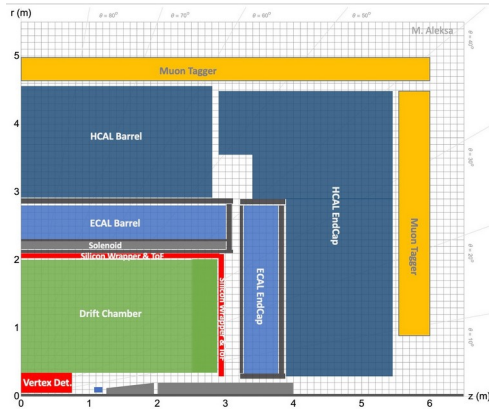 r (m)
θ = 80°
θ = 70°
θ = 60°
θ = 50°
M. Aleksa
θ = 40°
5
Muon Tagger
4
HCAL Barrel
θ = 30°
3
HCAL EndCap
ECAL Barrel
Solenoid
Muon Tagger
Silicon Wrapper & ToF
2
θ = 20°
Silicon Wrapper & ToF
ECAL EndCap
Drift Chamber
1
θ = 10°
Vertex Det.
0
0
1
2
3
4
5
6
z (m)